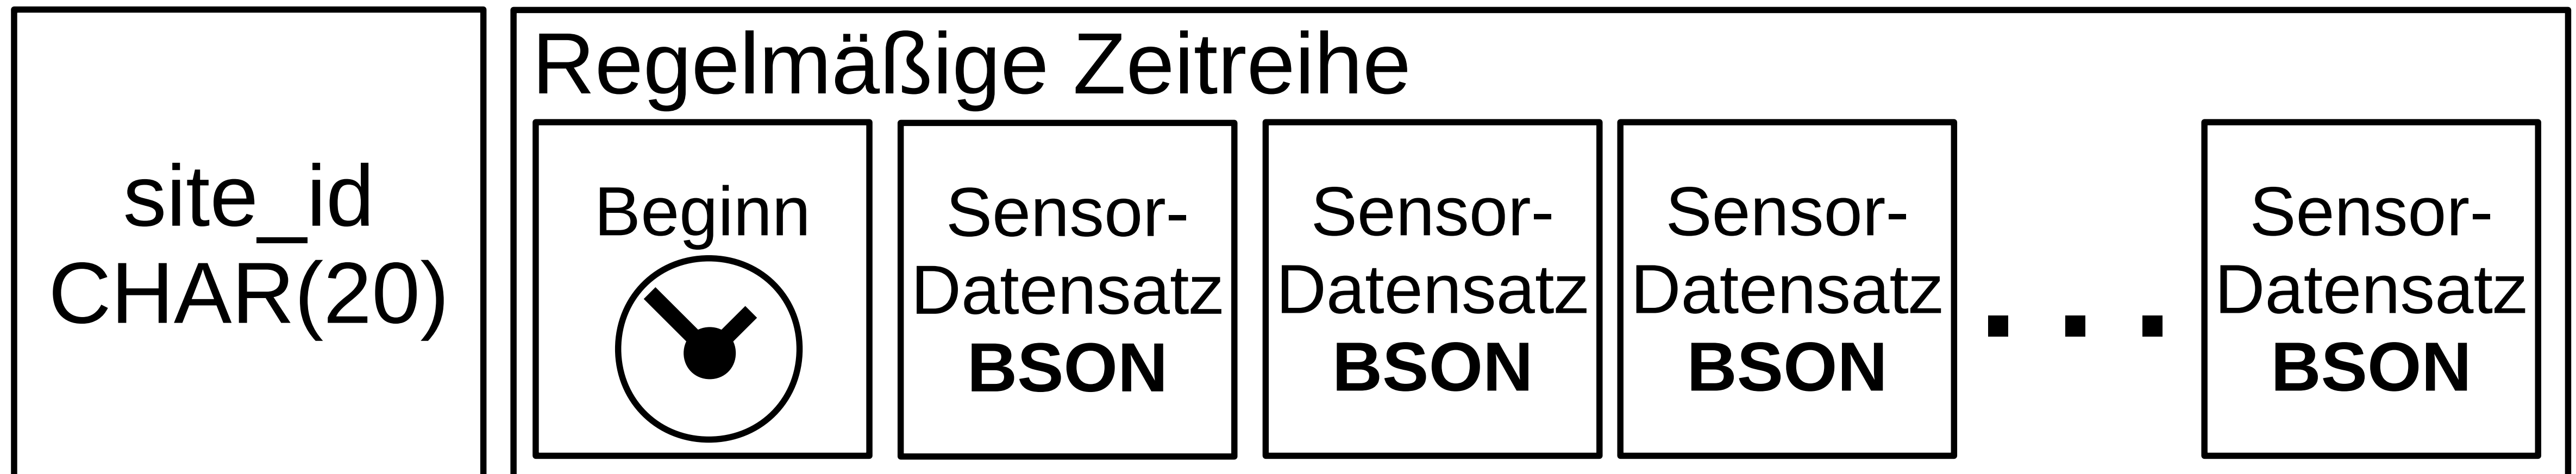 site_id
CHAR(20)
Regelmäßige Zeitreihe
Beginn
Sensor-
Datensatz
BSON
Sensor-
Datensatz
BSON
Sensor-
Datensatz
BSON
. . .
Sensor-
Datensatz
BSON